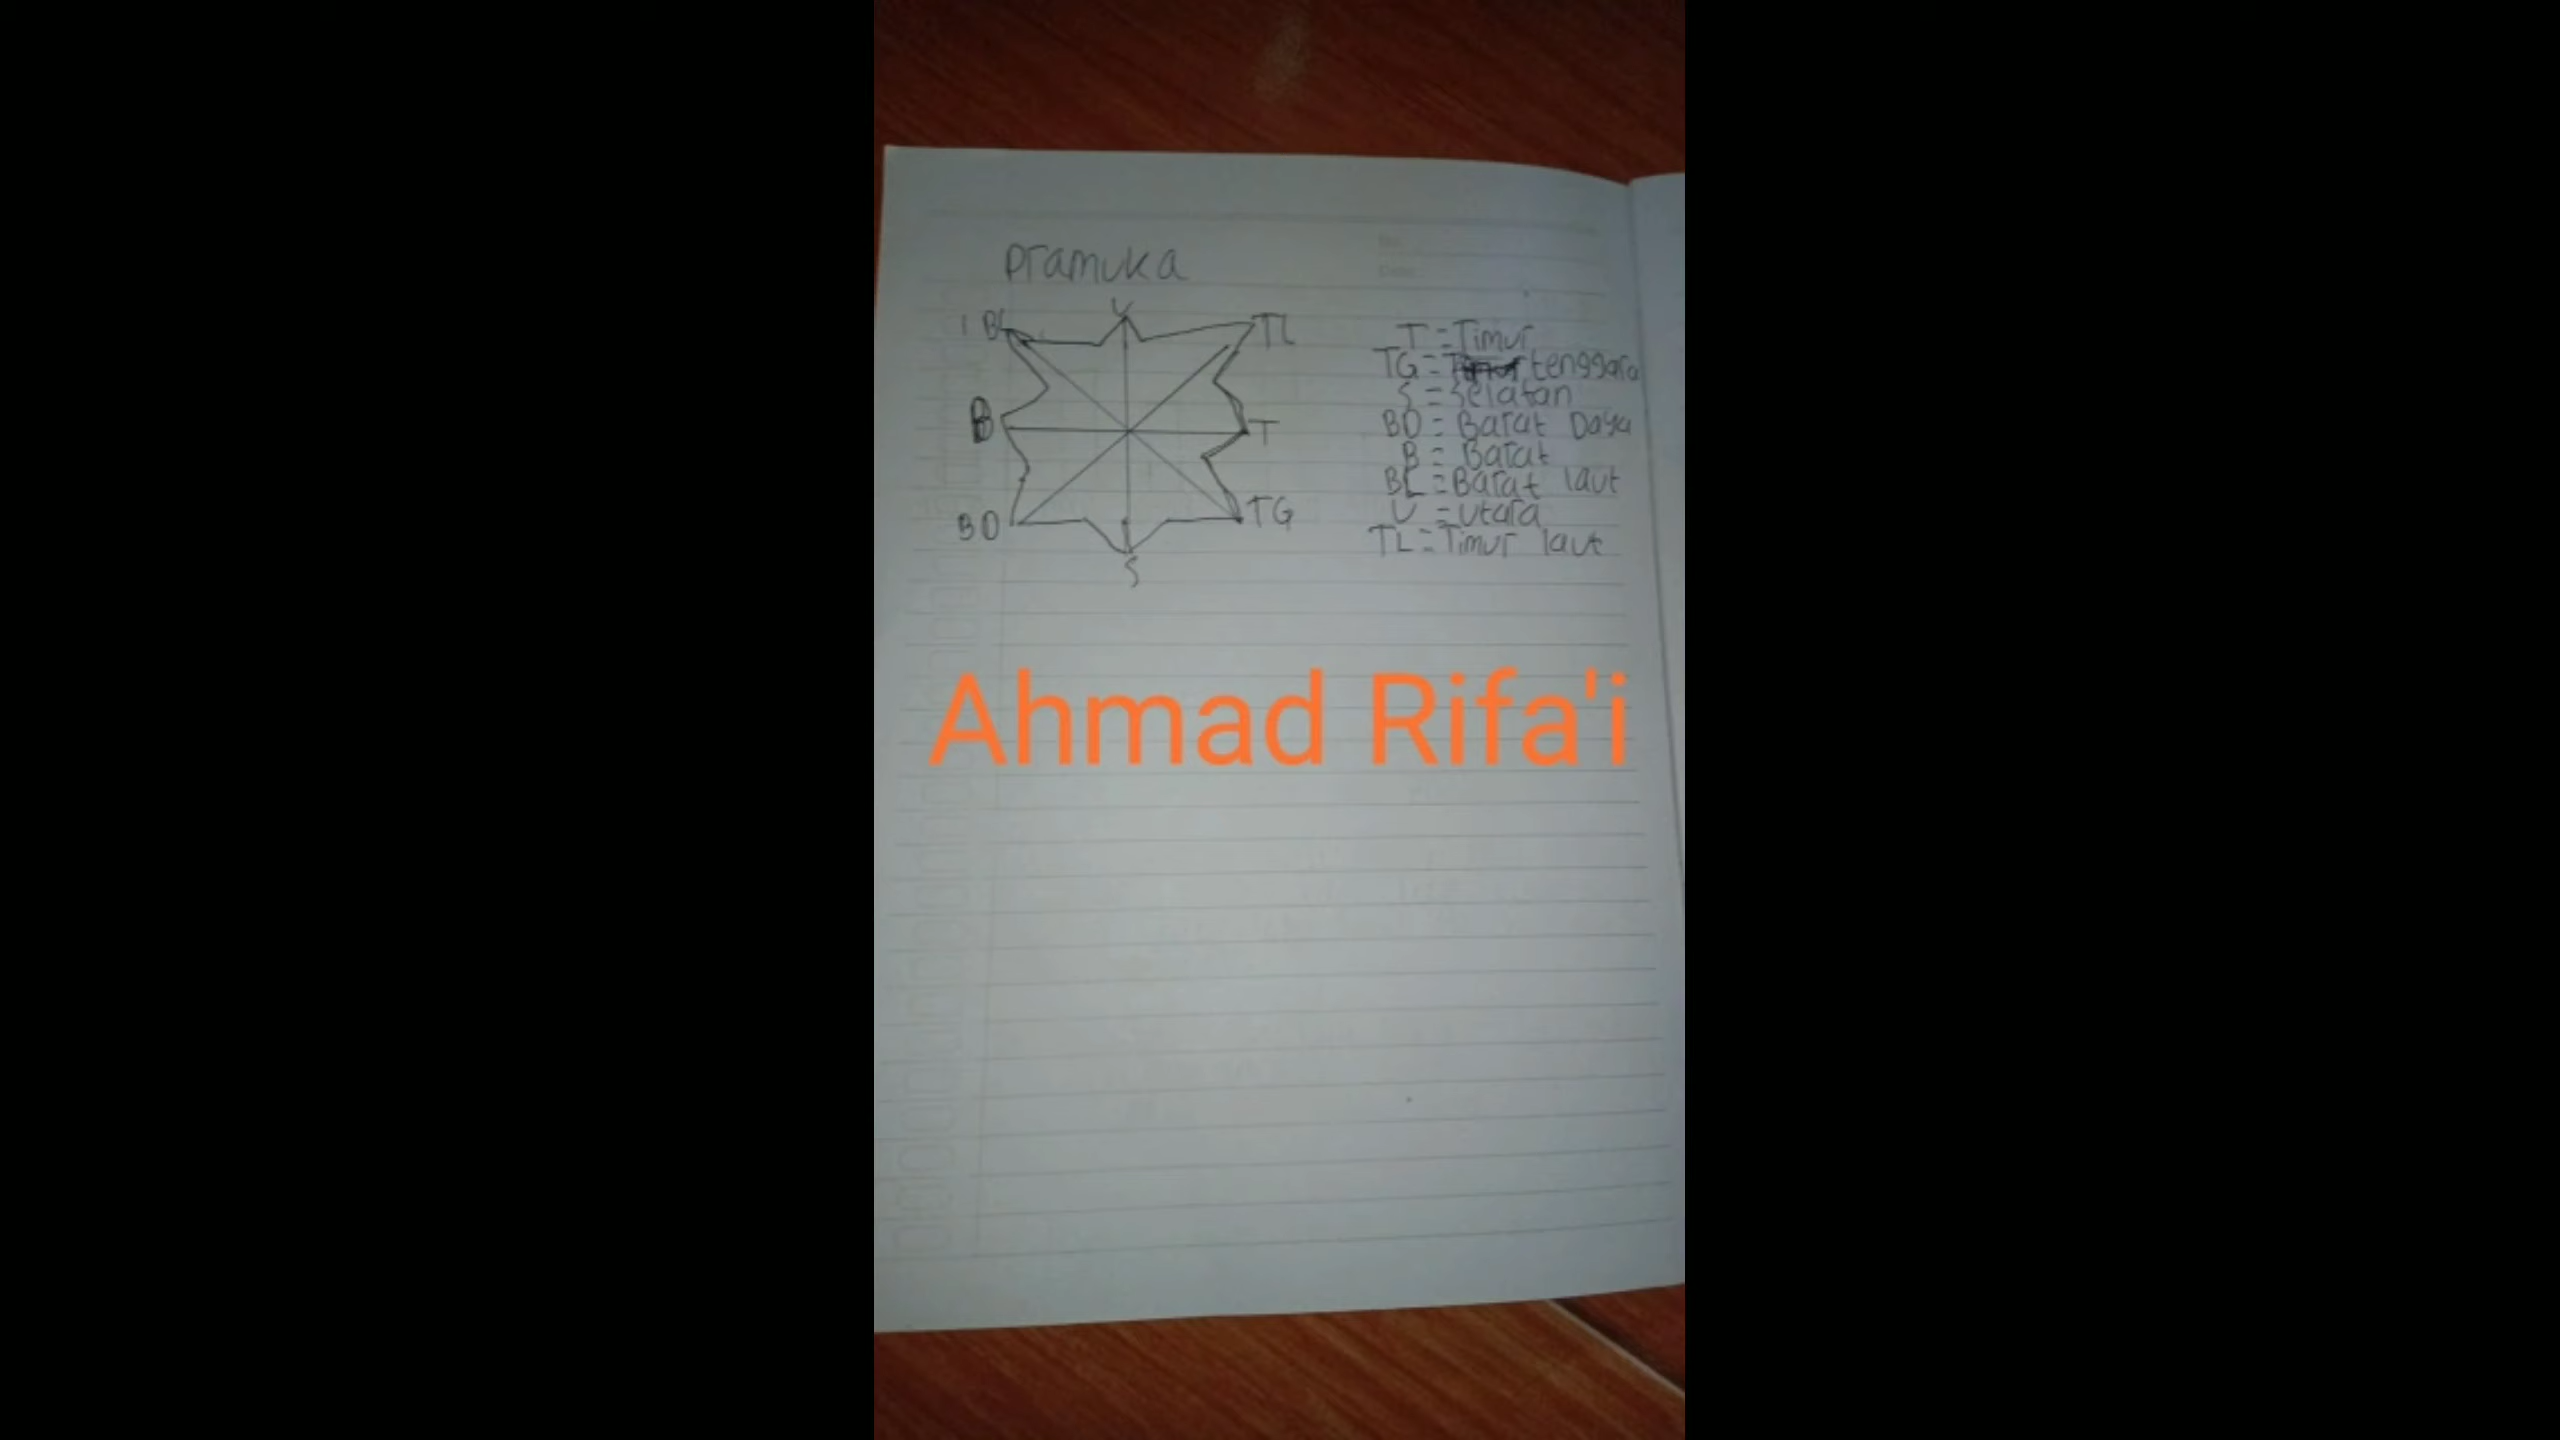 Pramuka
1 BL
U
TL
B
T
BD
TG
S
T = Timur
TG = tenggara
S = Selatan
BD = Barat Daya
B = Barat
BL = Barat laut
U = Utara
TL = Timur laut
Ahmad Rifa'i